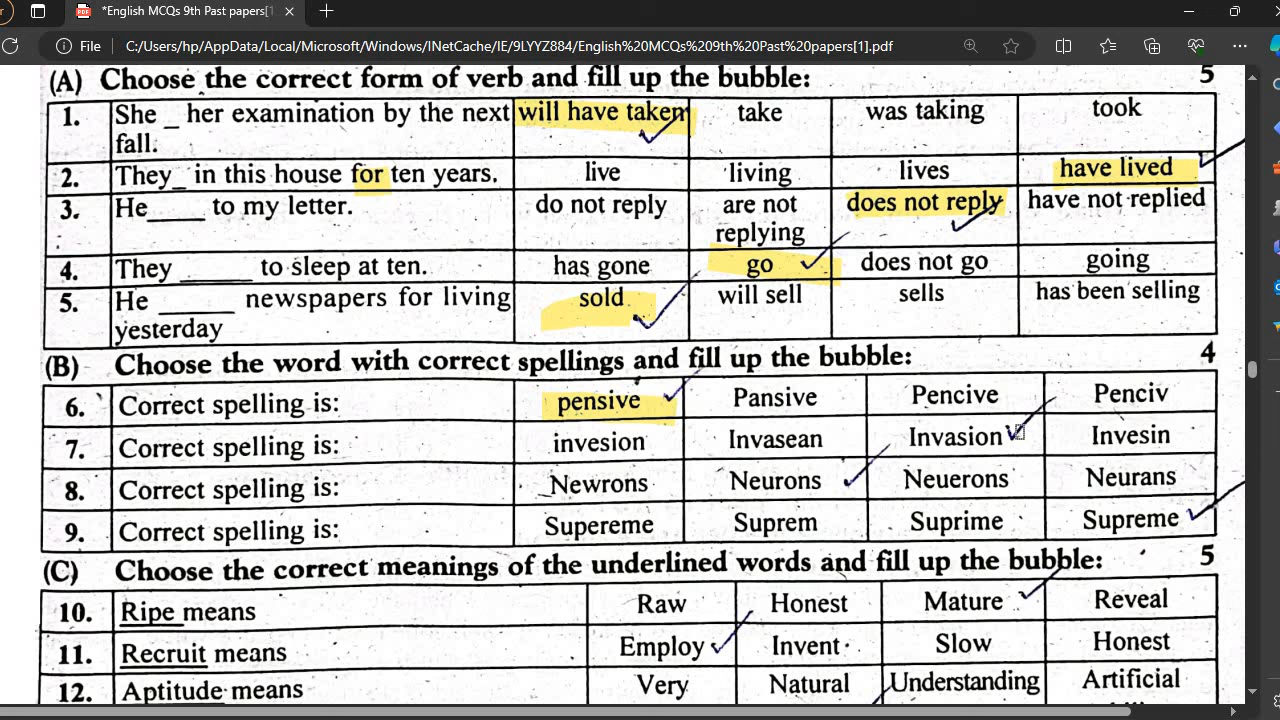 *English MCQs 9th Past papers[1
File C:/Users/hp/AppData/Local/Microsoft/Windows/INetCache/IE/9LYYZ884/English%20MCQs%209th%20Past%20papers[1].pdf
(A) Choose the correct form of verb and fill up the bubble: 5
1. She _ her examination by the next fall. will have taken take was taking took
2. They_ in this house for ten years. live living lives have lived
3. He____ to my letter. do not reply are not replying does not reply have not replied
4. They _____ to sleep at ten. has gone go does not go going
5. He _____ newspapers for living yesterday sold will sell sells has been selling
(B) Choose the word with correct spellings and fill up the bubble: 4
6. Correct spelling is: pensive Pansive Pencive Penciv
7. Correct spelling is: invesion Invasean Invasion Invesin
8. Correct spelling is: Newrons Neurons Neuerons Neurans
9. Correct spelling is: Supereme Suprem Suprime Supreme
(C) Choose the correct meanings of the underlined words and fill up the bubble: 5
10. Ripe means Raw Honest Mature Reveal
11. Recruit means Employ Invent Slow Honest
12. Aptitude means Very Natural Understanding Artificial